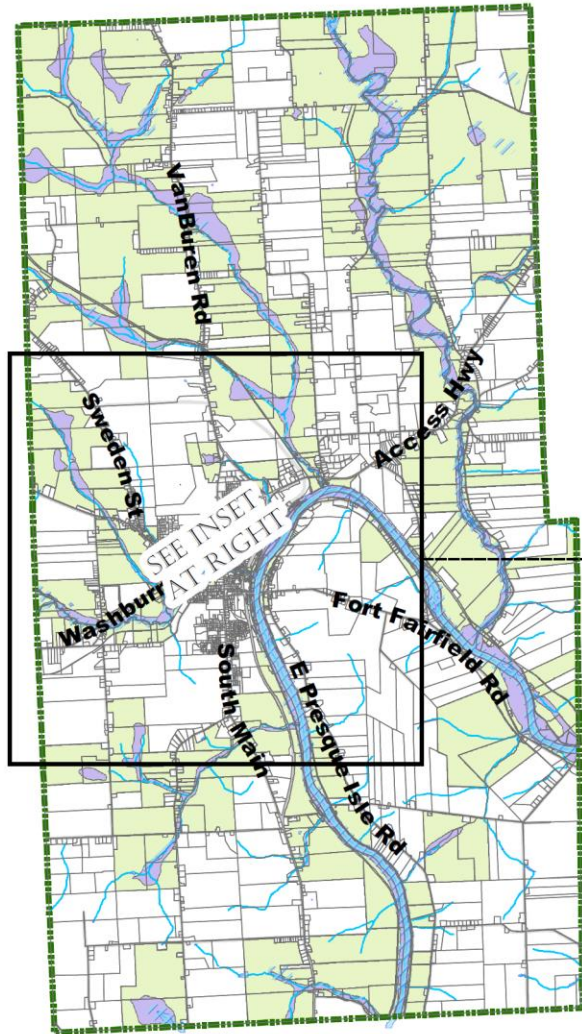 VanBuren Rd
Access Hwy
Sweden St
SEE INSET
AT RIGHT
Washburn
Fort Fairfield Rd
South Main
E Presque Isle Rd